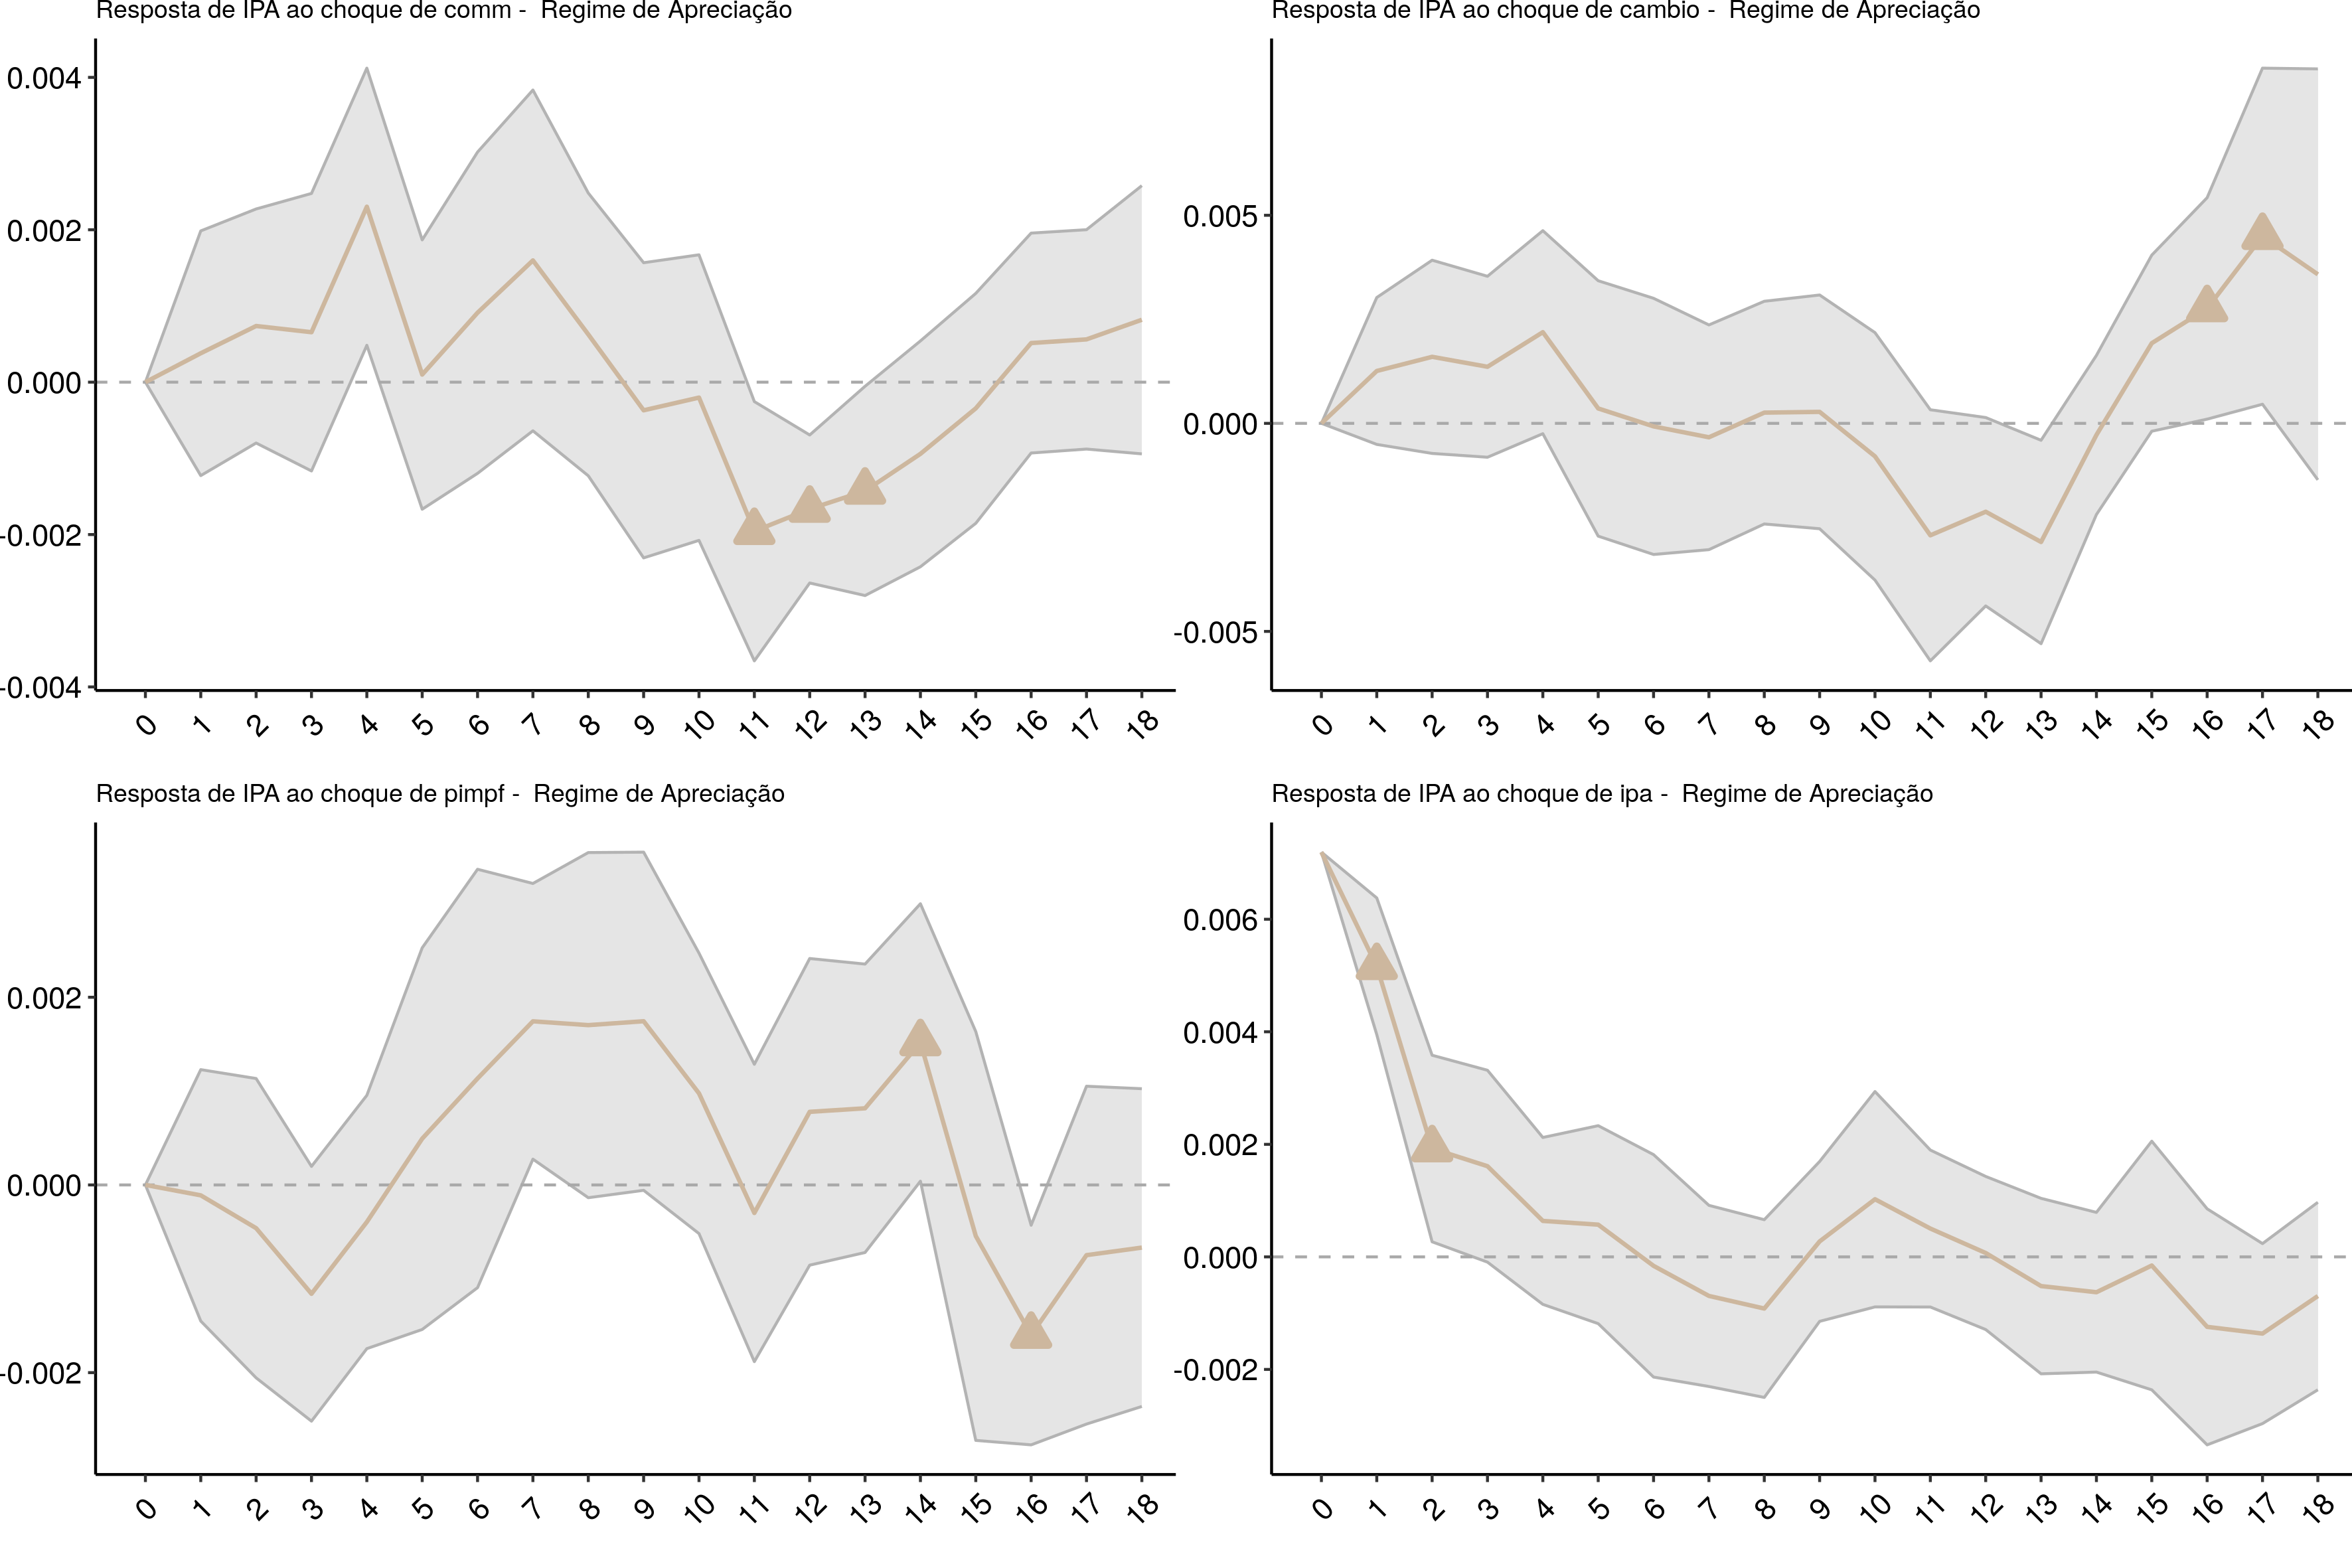 Resposta de IPA ao choque de comm - Regime de Apreciação
0.004
0.002
0.000
-0.002
-0.004
0 1 2 3 4 5 6 7 8 9 10 11 12 13 14 15 16 17 18
Resposta de IPA ao choque de cambio - Regime de Apreciação
0.005
0.000
-0.005
0 1 2 3 4 5 6 7 8 9 10 11 12 13 14 15 16 17 18
Resposta de IPA ao choque de pimpf - Regime de Apreciação
0.002
0.000
-0.002
0 1 2 3 4 5 6 7 8 9 10 11 12 13 14 15 16 17 18
Resposta de IPA ao choque de ipa - Regime de Apreciação
0.006
0.004
0.002
0.000
-0.002
0 1 2 3 4 5 6 7 8 9 10 11 12 13 14 15 16 17 18